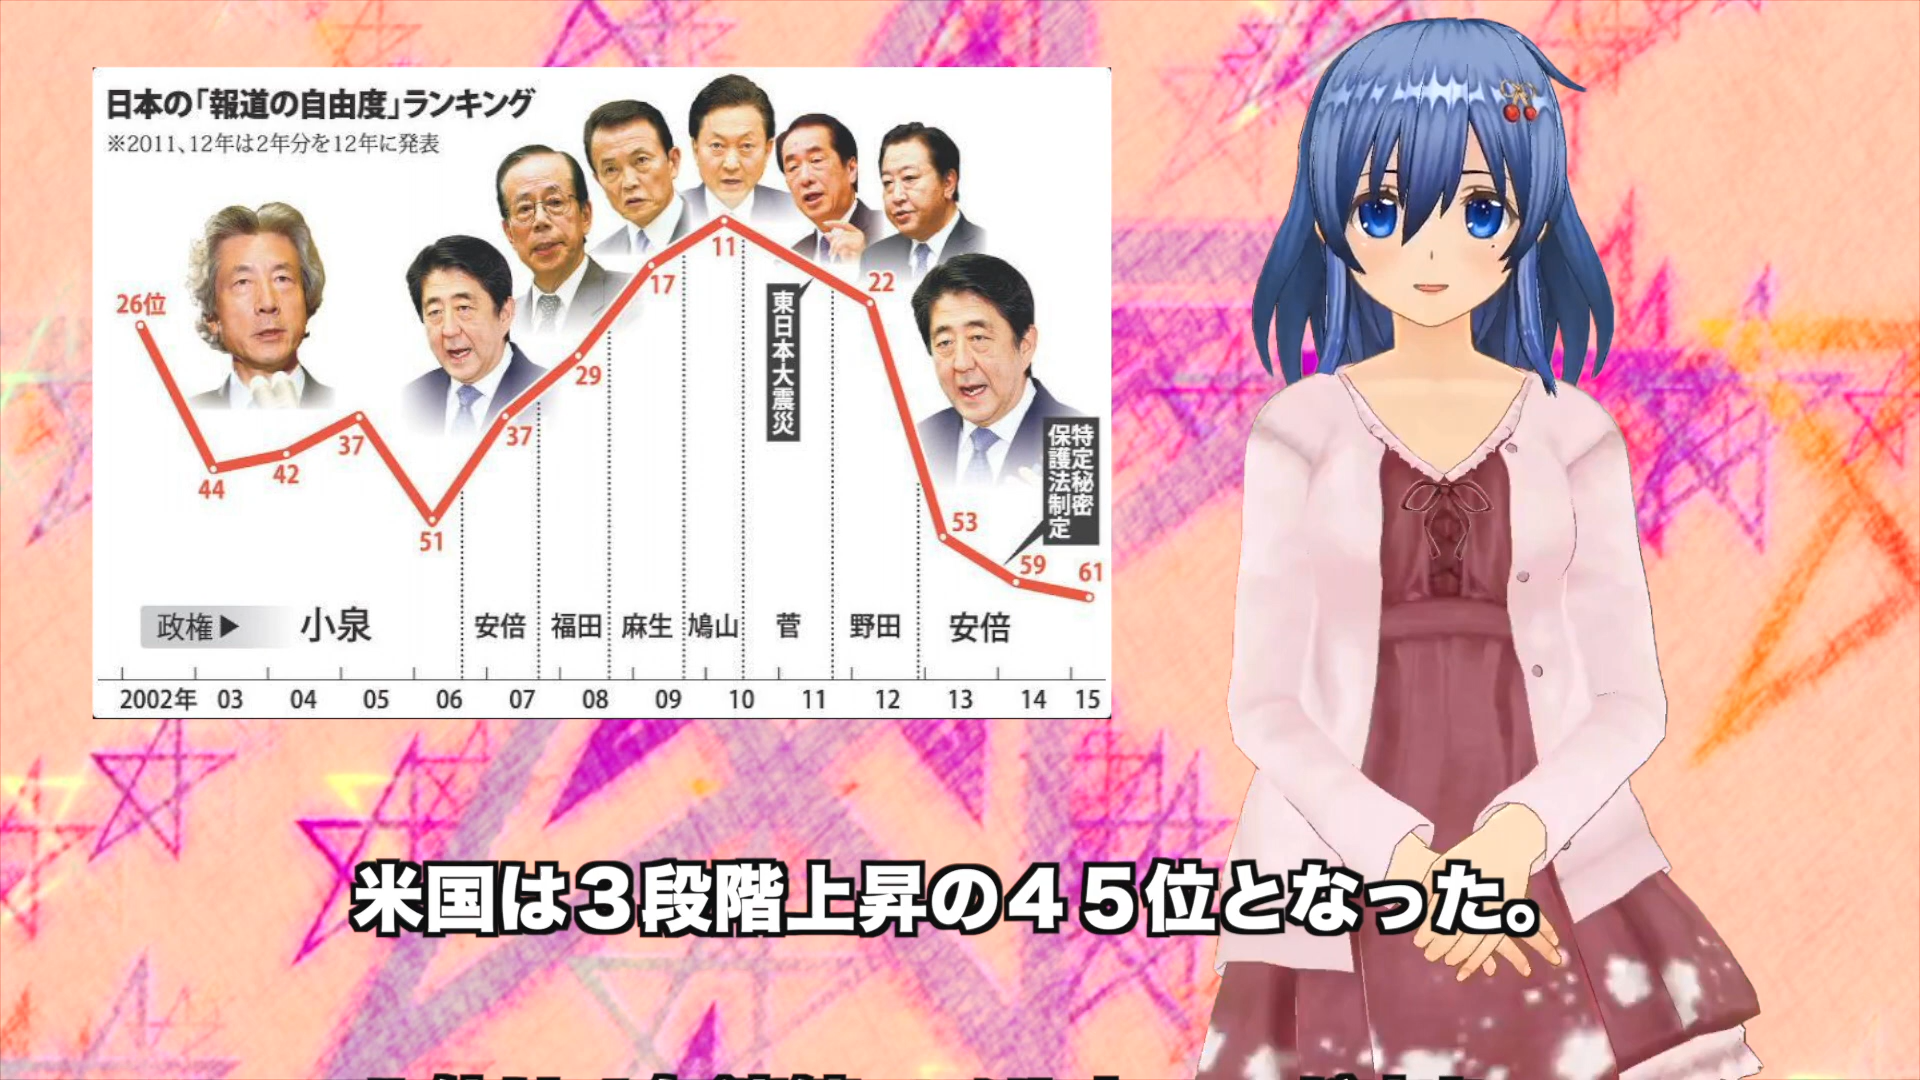 日本の「報道の自由度」ランキング
※2011、12年は2年分を12年に発表
26位
44
42
37
51
37
29
17
11
22
53
59
61
東日本大震災
特定秘密
保護法制定
政権▶
小泉
安倍
福田
麻生
鳩山
菅
野田
安倍
2002年 03 04 05 06 07 08 09 10 11 12 13 14 15
米国は３段階上昇の４５位となった。